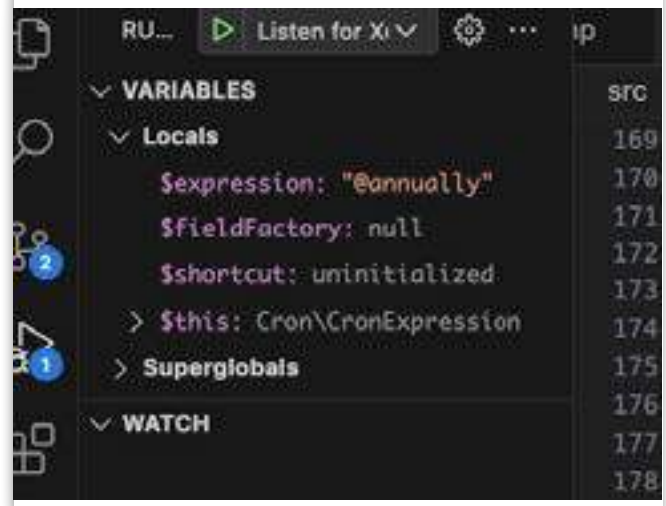 RU... Listen for X
ıp
VARIABLES
src
Locals
169
$expression: "@annually"
170
$fieldFactory: null
171
172
2
$shortcut: uninitialized
173
$this: Cron\CronExpression
174
1
Superglobals
175
176
WATCH
177
178